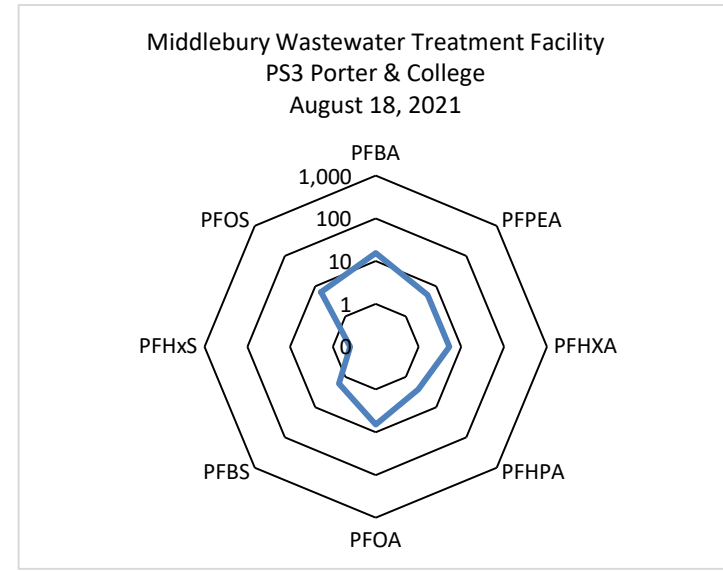 Middlebury Wastewater Treatment Facility
PS3 Porter & College
August 18, 2021
PFBA
1,000
PFOS
PFPEA
100
10
1
PFHxS
0
PFHXA
PFBS
PFHPA
PFOA